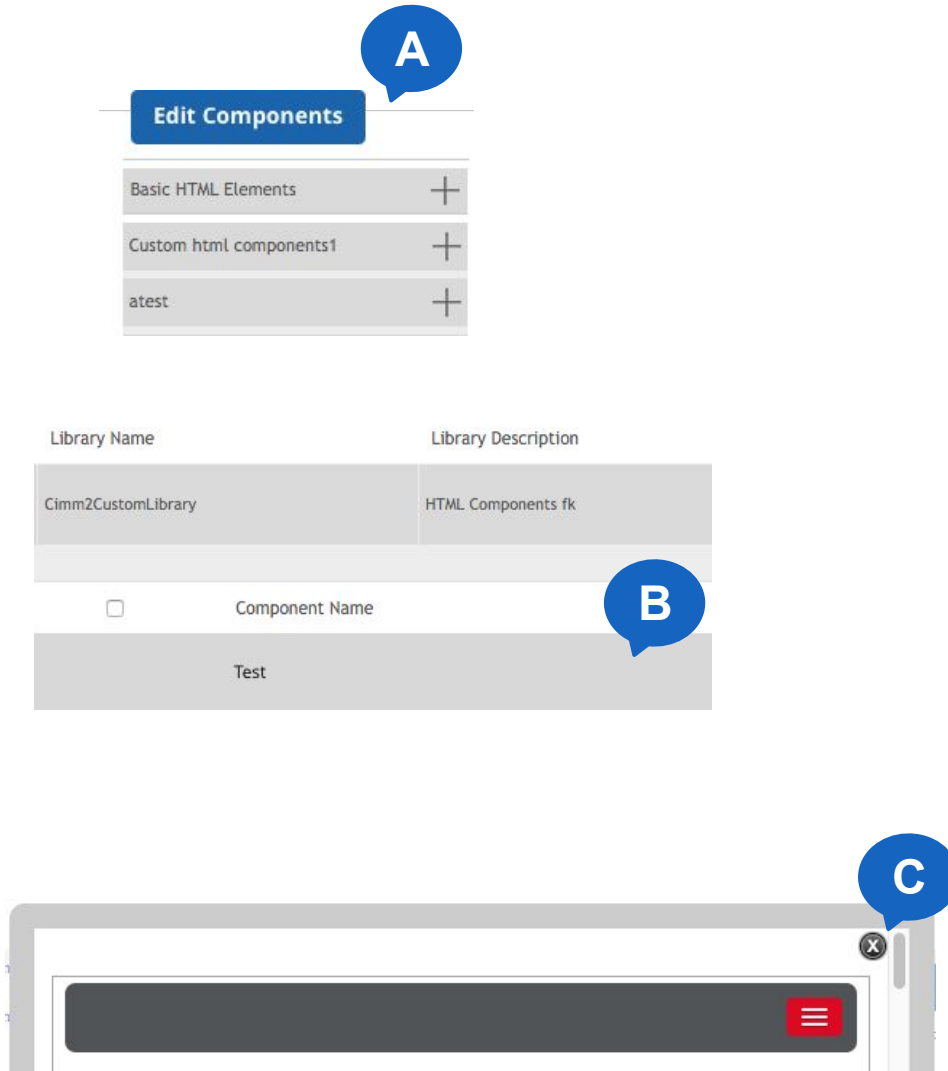 A
Edit Components
Basic HTML Elements
Custom html components1
atest
Library Name Library Description
Cimm2CustomLibrary HTML Components fk
B
Component Name
Test
C
X